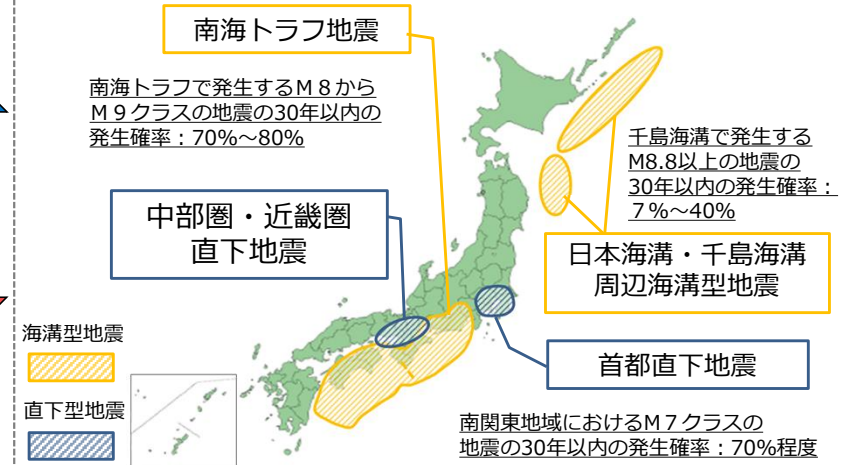 南海トラフ地震
南海トラフで発生するM８から
M９クラスの地震の30年以内の
発生確率：70%～80%
千島海溝で発生する
M8.8以上の地震の
30年以内の発生確率：
７%～40%
中部圏・近畿圏
直下地震
日本海溝・千島海溝
周辺海溝型地震
海溝型地震
首都直下地震
直下型地震
南関東地域におけるM７クラスの
地震の30年以内の発生確率：70%程度